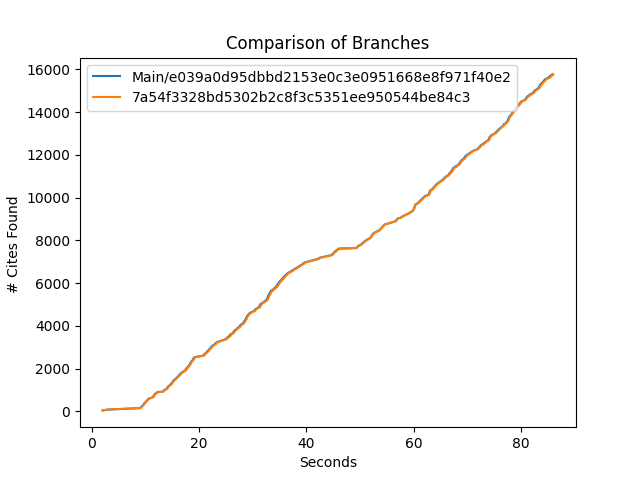 Comparison of Branches
Main/e039a0d95dbbd2153e0c3e0951668e8f971f40e2
7a54f3328bd5302b2c8f3c5351ee950544be84c3
16000
14000
12000
10000
8000
6000
4000
2000
0
# Cites Found
0 20 40 60 80
Seconds